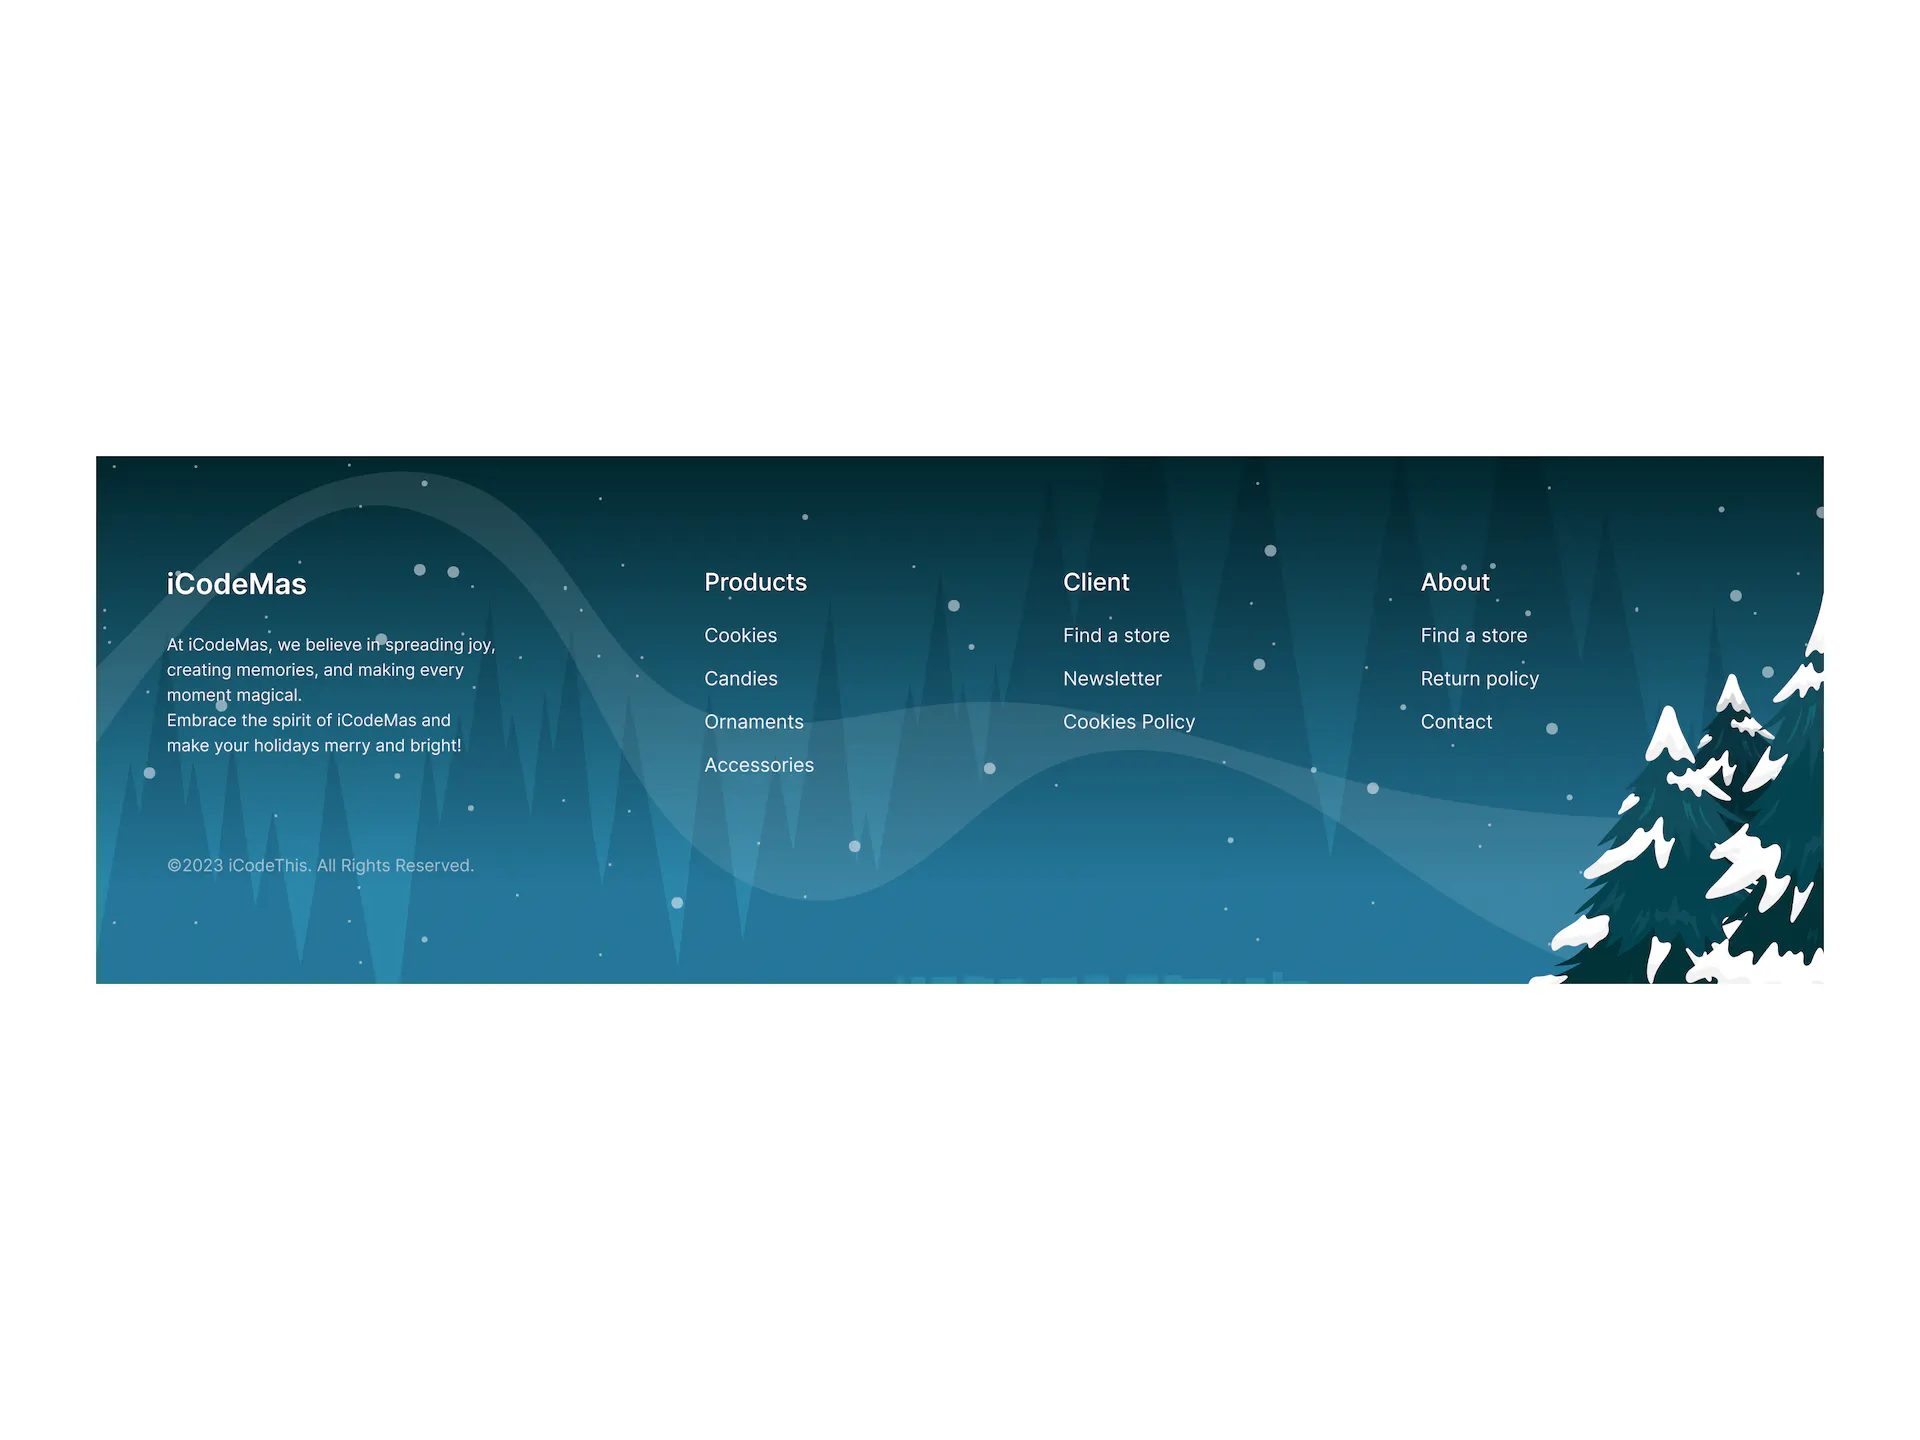 iCodeMas
At iCodeMas, we believe in spreading joy,
creating memories, and making every
moment magical.
Embrace the spirit of iCodeMas and
make your holidays merry and bright!
©2023 iCodeThis. All Rights Reserved.
Products
Cookies
Candies
Ornaments
Accessories
Client
Find a store
Newsletter
Cookies Policy
About
Find a store
Return policy
Contact